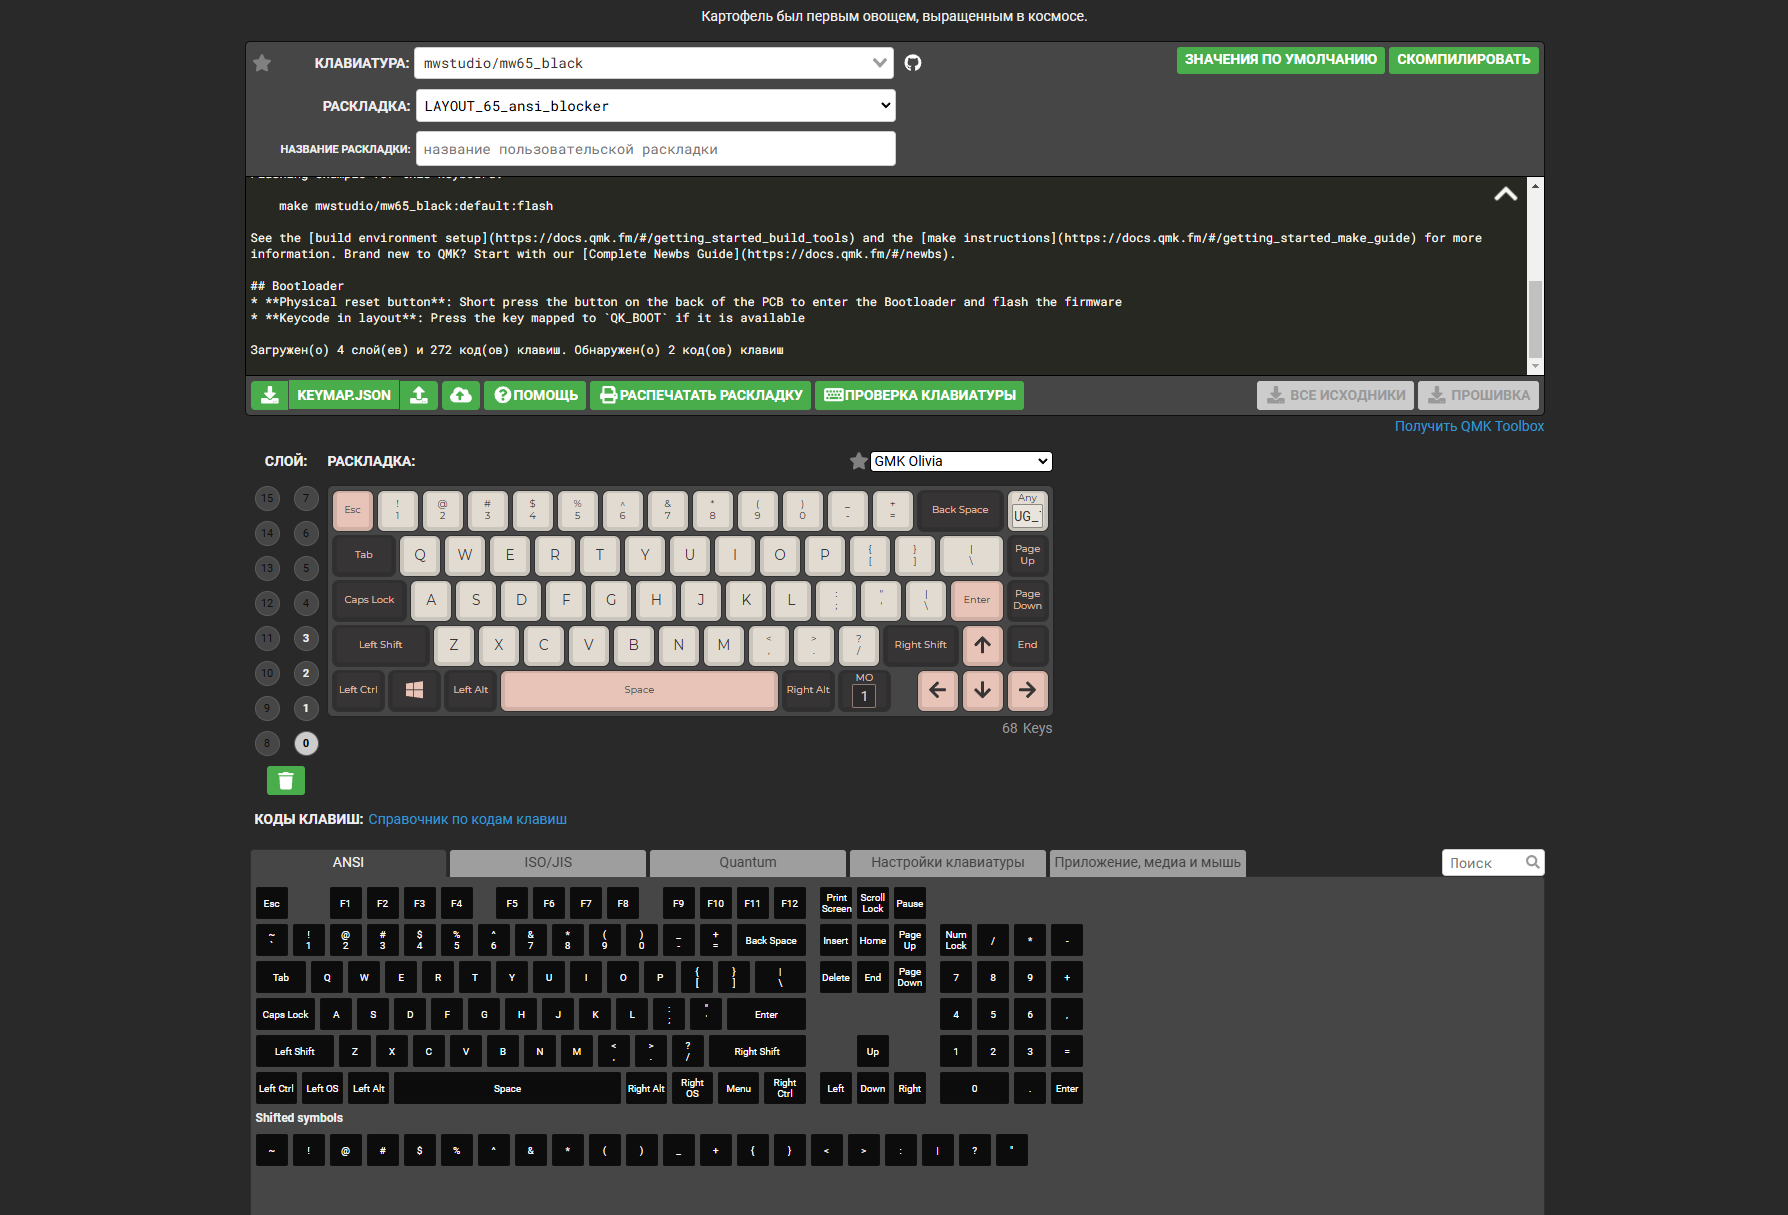 Картофель был первым овощем, выращенным в космосе.
КЛАВИАТУРА: mwstudio/mw65_black
ЗНАЧЕНИЯ ПО УМОЛЧАНИЮ СКОМПИЛИРОВАТЬ
РАСКЛАДКА: LAYOUT_65_ansi_blocker
НАЗВАНИЕ РАСКЛАДКИ: название пользовательской раскладки
make mwstudio/mw65_black:default:flash
See the [build environment setup](https://docs.qmk.fm/#/getting_started_build_tools) and the [make instructions](https://docs.qmk.fm/#/getting_started_make_guide) for more
information. Brand new to QMK? Start with our [Complete Newbs Guide](https://docs.qmk.fm/#/newbs).
## Bootloader
* **Physical reset button**: Short press the button on the back of the PCB to enter the Bootloader and flash the firmware
* **Keycode in layout**: Press the key mapped to `QK_BOOT` if it is available
Загружен(о) 4 слой(ев) и 272 код(ов) клавиш. Обнаружен(о) 2 код(ов) клавиш
KEYMAP.JSON ПОМОЩЬ РАСПЕЧАТАТЬ РАСКЛАДКУ ПРОВЕРКА КЛАВИАТУРЫ ВСЕ ИСХОДНИКИ ПРОШИВКА
Получить QMK Toolbox
СЛОЙ: РАСКЛАДКА: GMK Olivia
15 7
14 6
13 5
12 4
11 3
10 2
9 1
8 0
Esc ! 1 @ 2 # 3 $ 4 % 5 ^ 6 & 7 * 8 ( 9 ) 0 _ - + = Back Space Any UG_
Tab Q W E R T Y U I O P { [ } ] | \ Page Up
Caps Lock A S D F G H J K L : ; " ' | \ Enter Page Down
Left Shift Z X C V B N M < , > . ? / Right Shift End
Left Ctrl Left Alt Space Right Alt MO 1
68 Keys
КОДЫ КЛАВИШ: Справочник по кодам клавиш
ANSI ISO/JIS Quantum Настройки клавиатуры Приложение, медиа и мышь Поиск
Esc F1 F2 F3 F4 F5 F6 F7 F8 F9 F10 F11 F12 Print Screen Scroll Lock Pause
~ ` ! 1 @ 2 # 3 $ 4 % 5 ^ 6 & 7 * 8 ( 9 ) 0 _ - + = Back Space Insert Home Page Up Num Lock / * -
Tab Q W E R T Y U I O P { [ } ] | \ Delete End Page Down 7 8 9 +
Caps Lock A S D F G H J K L : ; " ' Enter 4 5 6 ,
Left Shift Z X C V B N M < , > . ? / Right Shift Up 1 2 3 =
Left Ctrl Left OS Left Alt Space Right Alt Right OS Menu Right Ctrl Left Down Right 0 . Enter
Shifted symbols
~ ! @ # $ % ^ & * ( ) _ + { } < > : | ? "